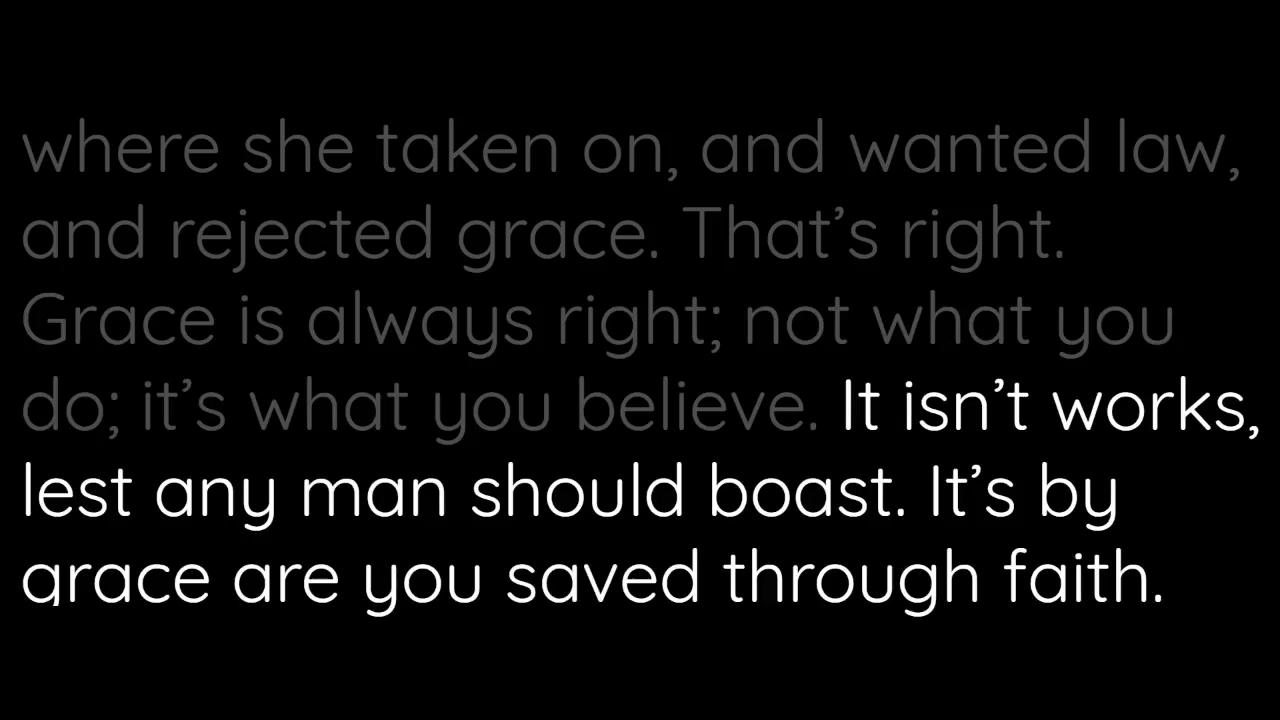 where she taken on, and wanted law,
and rejected grace. That’s right.
Grace is always right; not what you
do; it’s what you believe. It isn’t works,
lest any man should boast. It’s by
grace are you saved through faith.